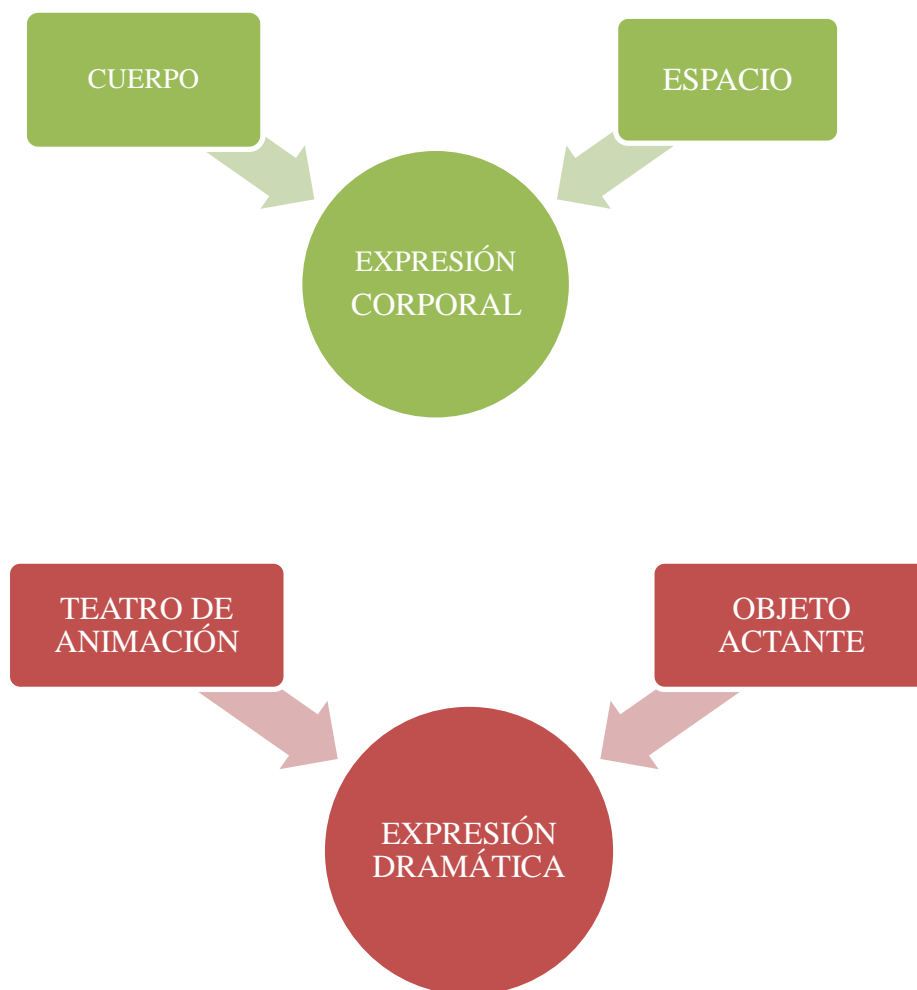 CUERPO
ESPACIO
EXPRESIÓN
CORPORAL
TEATRO DE
ANIMACIÓN
OBJETO
ACTANTE
EXPRESIÓN
DRAMÁTICA